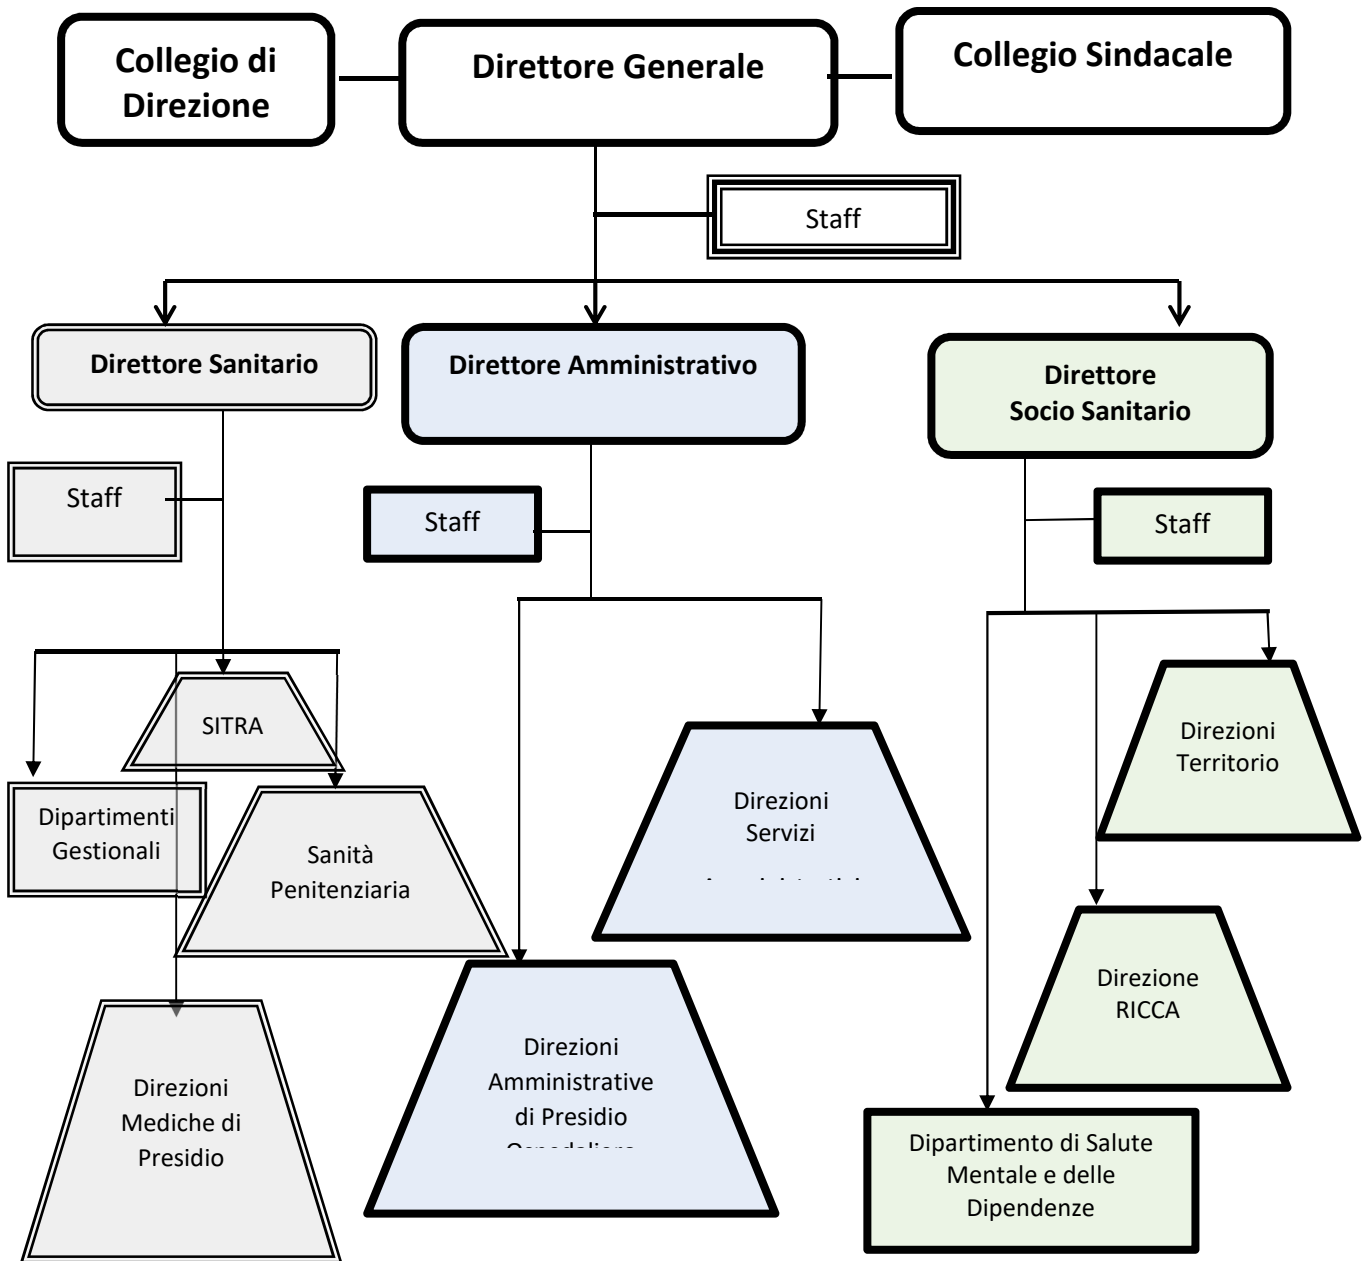 Collegio di
Direzione
Direttore Generale
Collegio Sindacale
Staff
Direttore Sanitario
Direttore Amministrativo
Direttore
Socio Sanitario
Staff
Staff
Staff
SITRA
Dipartimenti
Gestionali
Sanità
Penitenziaria
Direzioni
Mediche di
Presidio
Direzioni
Servizi
Direzioni
Amministrative
di Presidio
Direzioni
Territorio
Direzione
RICCA
Dipartimento di Salute
Mentale e delle
Dipendenze